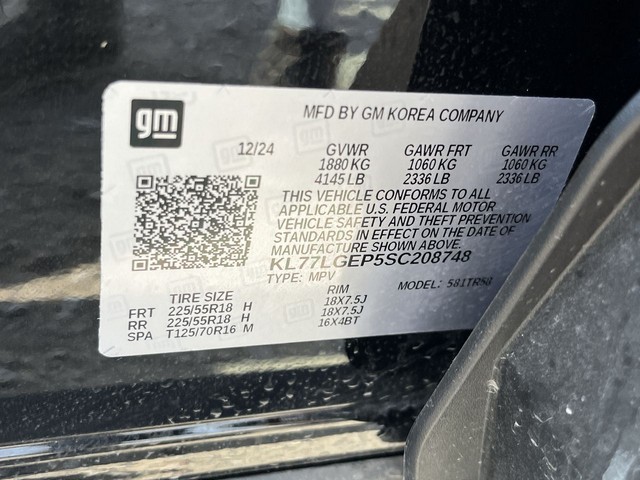 gm
MFD BY GM KOREA COMPANY
12/24 GVWR GAWR FRT GAWR RR
1880 KG 1060 KG 1060 KG
4145 LB 2336 LB 2336 LB
THIS VEHICLE CONFORMS TO ALL
APPLICABLE U.S. FEDERAL MOTOR
VEHICLE SAFETY AND THEFT PREVENTION
STANDARDS IN EFFECT ON THE DATE OF
MANUFACTURE SHOWN ABOVE.
KL77LGEP5SC208748
TYPE: MPV MODEL: 581TR58
TIRE SIZE RIM
FRT 225/55R18 H 18X7.5J
RR 225/55R18 H 18X7.5J
SPA T125/70R16 M 16X4BT